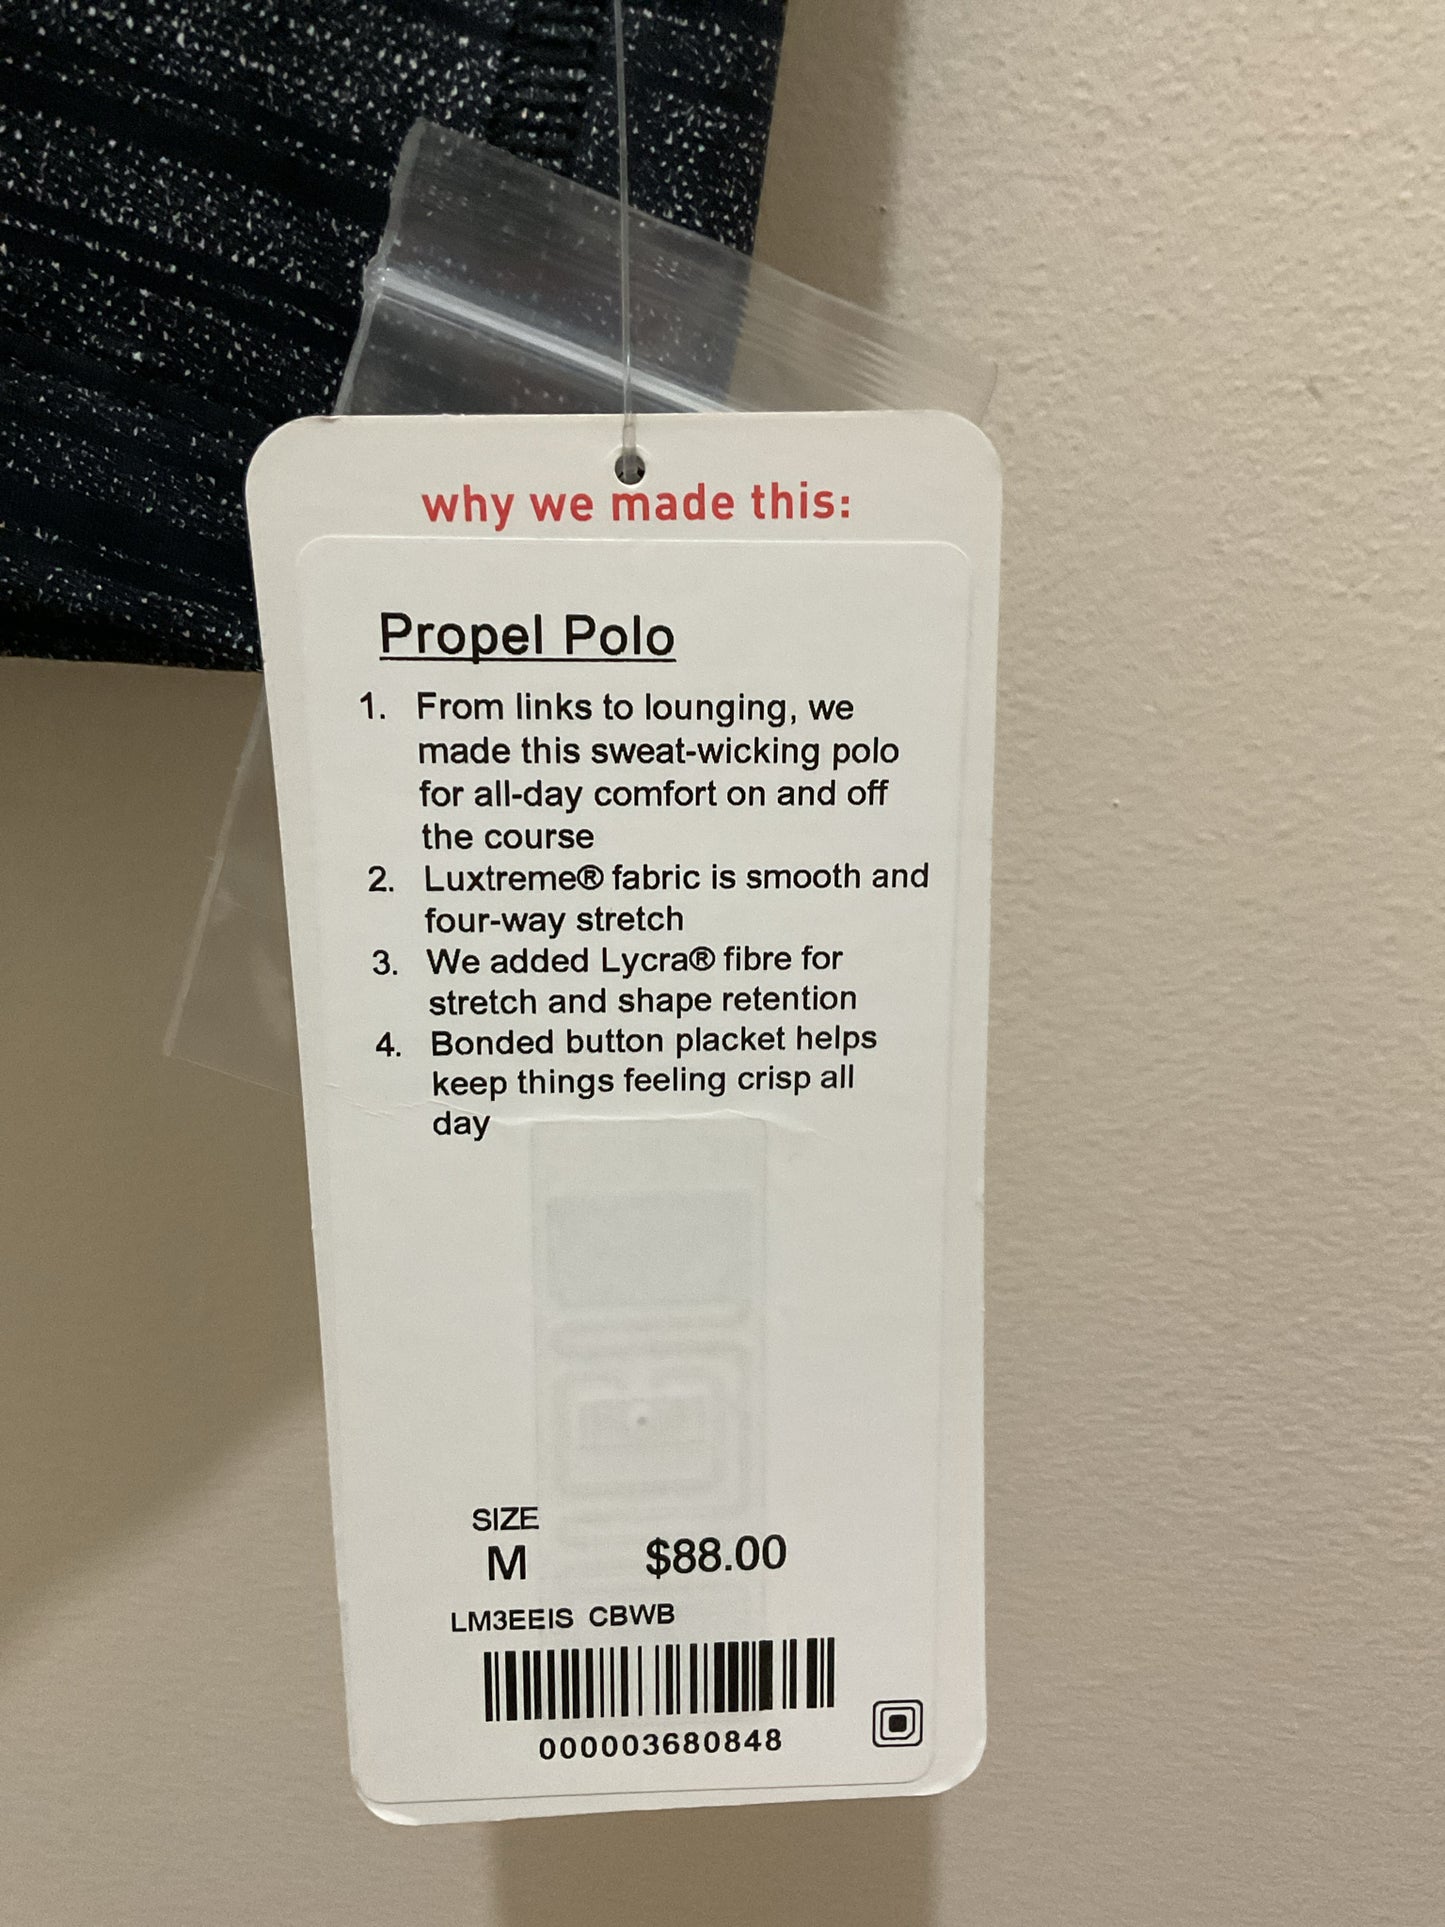 why we made this:
Propel Polo
1. From links to lounging, we
made this sweat-wicking polo
for all-day comfort on and off
the course
2. Luxtreme® fabric is smooth and
four-way stretch
3. We added Lycra® fibre for
stretch and shape retention
4. Bonded button placket helps
keep things feeling crisp all
day
SIZE
M $88.00
LM3EEIS CBWB
000003680848